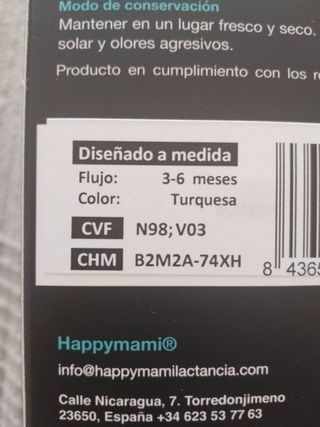 Modo de conservación
Mantener en un lugar fresco y seco.
solar y olores agresivos.
Producto en cumplimiento con los
Diseñado a medida
Flujo: 3-6 meses
Color: Turquesa
CVF N98;V03
CHM B2M2A-74XH
8 4365
Happymami®
info@happymamilactancia.com
Calle Nicaragua, 7. Torredonjimeno
23650, España +34 623 53 77 63